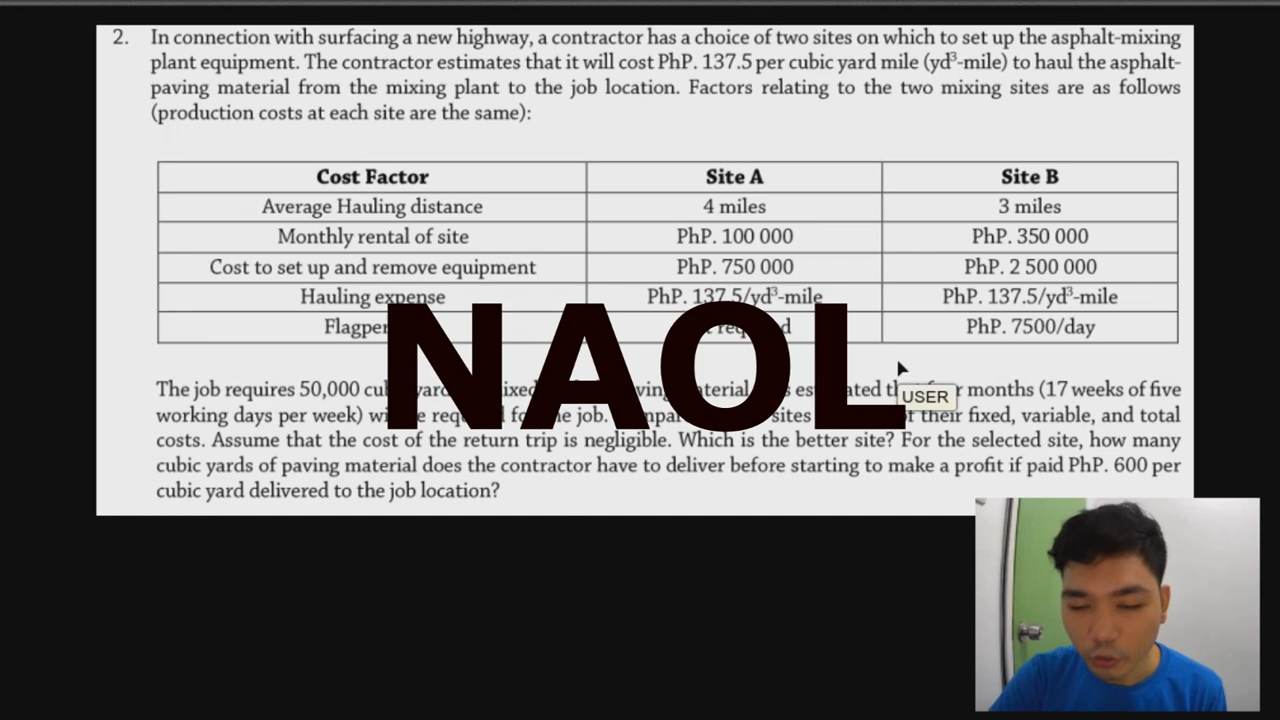 2. In connection with surfacing a new highway, a contractor has a choice of two sites on which to set up the asphalt-mixing
plant equipment. The contractor estimates that it will cost PhP. 137.5 per cubic yard mile (yd³-mile) to haul the asphalt-
paving material from the mixing plant to the job location. Factors relating to the two mixing sites are as follows
(production costs at each site are the same):
Cost Factor Site A Site B
Average Hauling distance 4 miles 3 miles
Monthly rental of site PhP. 100 000 PhP. 350 000
Cost to set up and remove equipment PhP. 750 000 PhP. 2 500 000
Hauling expense PhP. 137.5/yd³-mile PhP. 137.5/yd³-mile
PhP. 7500/day
NAOL
USER
The job requires 50,000 months (17 weeks of five
working days per week) their fixed, variable, and total
costs. Assume that the cost of the return trip is negligible. Which is the better site? For the selected site, how many
cubic yards of paving material does the contractor have to deliver before starting to make a profit if paid PhP. 600 per
cubic yard delivered to the job location?